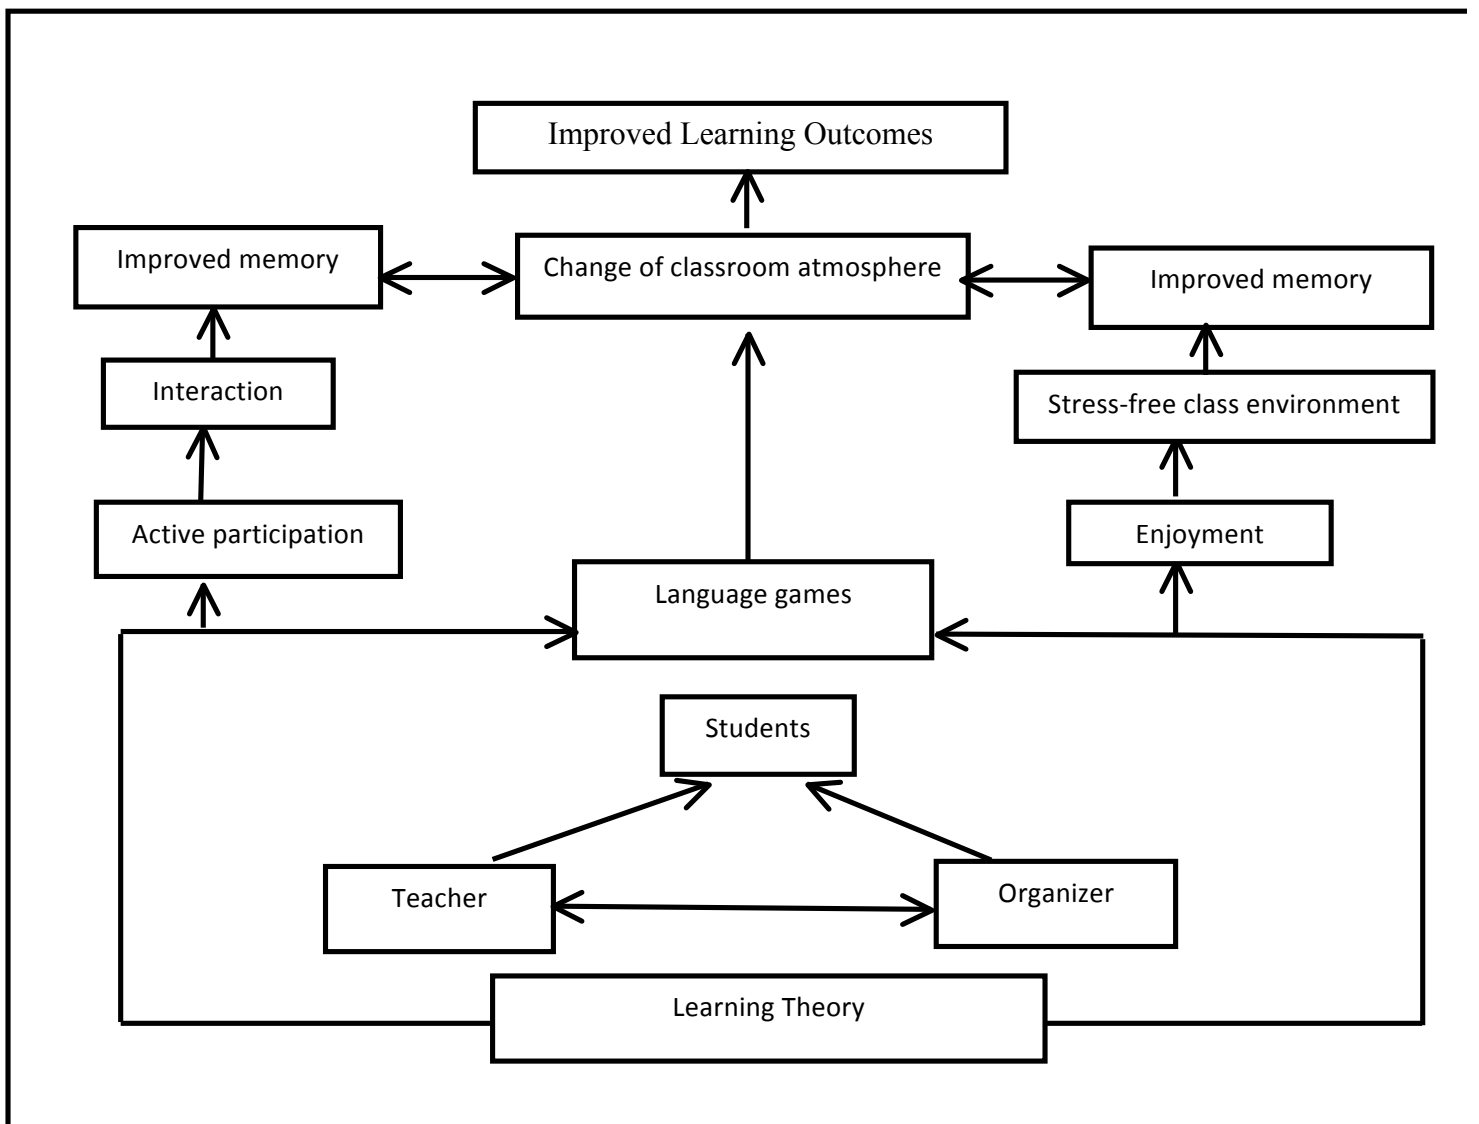 Improved Learning Outcomes
Improved memory
Change of classroom atmosphere
Improved memory
Interaction
Stress-free class environment
Active participation
Enjoyment
Language games
Students
Teacher
Organizer
Learning Theory